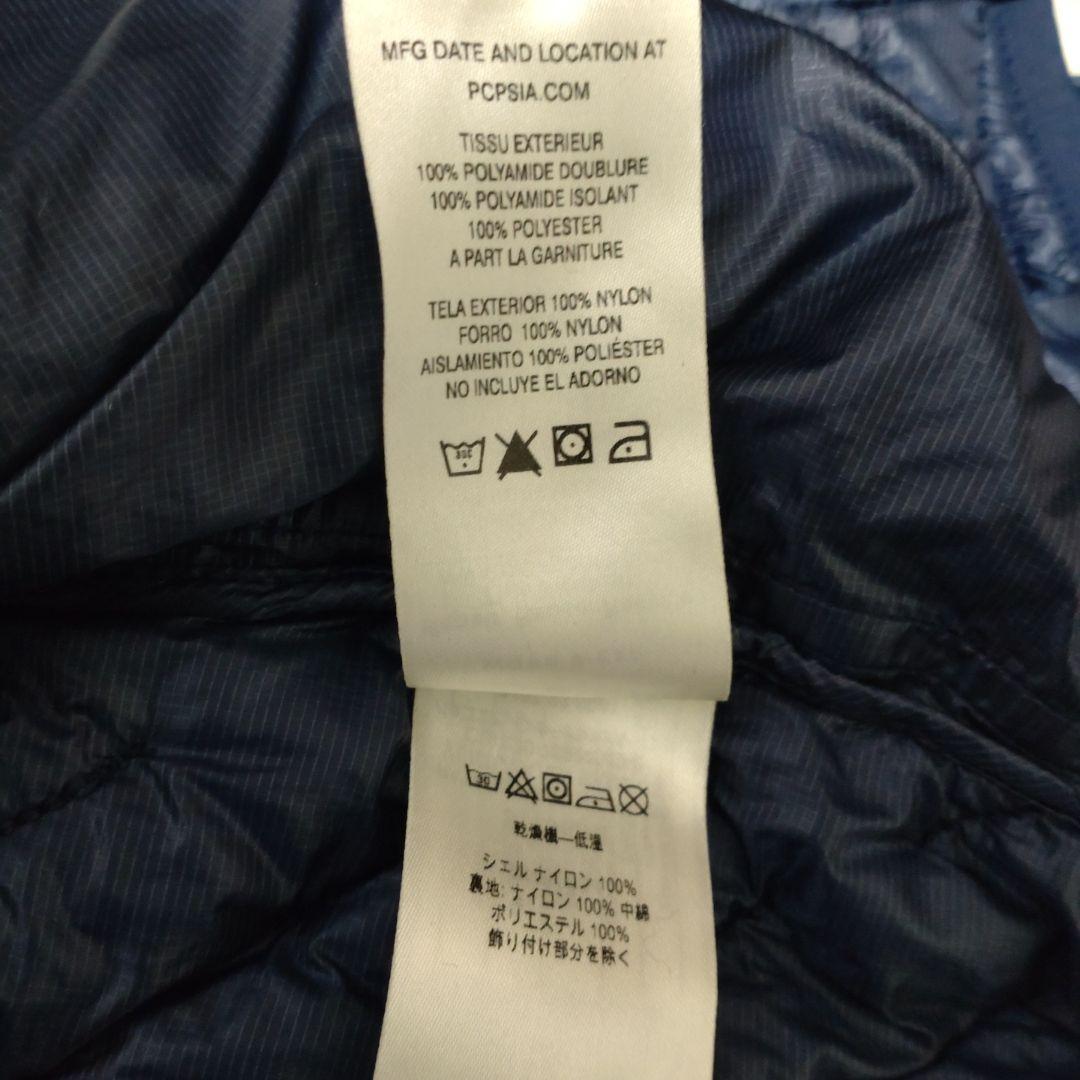 MFG DATE AND LOCATION AT
PCPSIA.COM
TISSU EXTERIEUR
100% POLYAMIDE DOUBLURE
100% POLYAMIDE ISOLANT
100% POLYESTER
A PART LA GARNITURE
TELA EXTERIOR 100% NYLON
FORRO 100% NYLON
AISLAMIENTO 100% POLIÉSTER
NO INCLUYE EL ADORNO
30C
30
乾燥機—低温
シェル ナイロン 100%
裏地: ナイロン 100% 中綿
ポリエステル 100%
飾り付け部分を除く